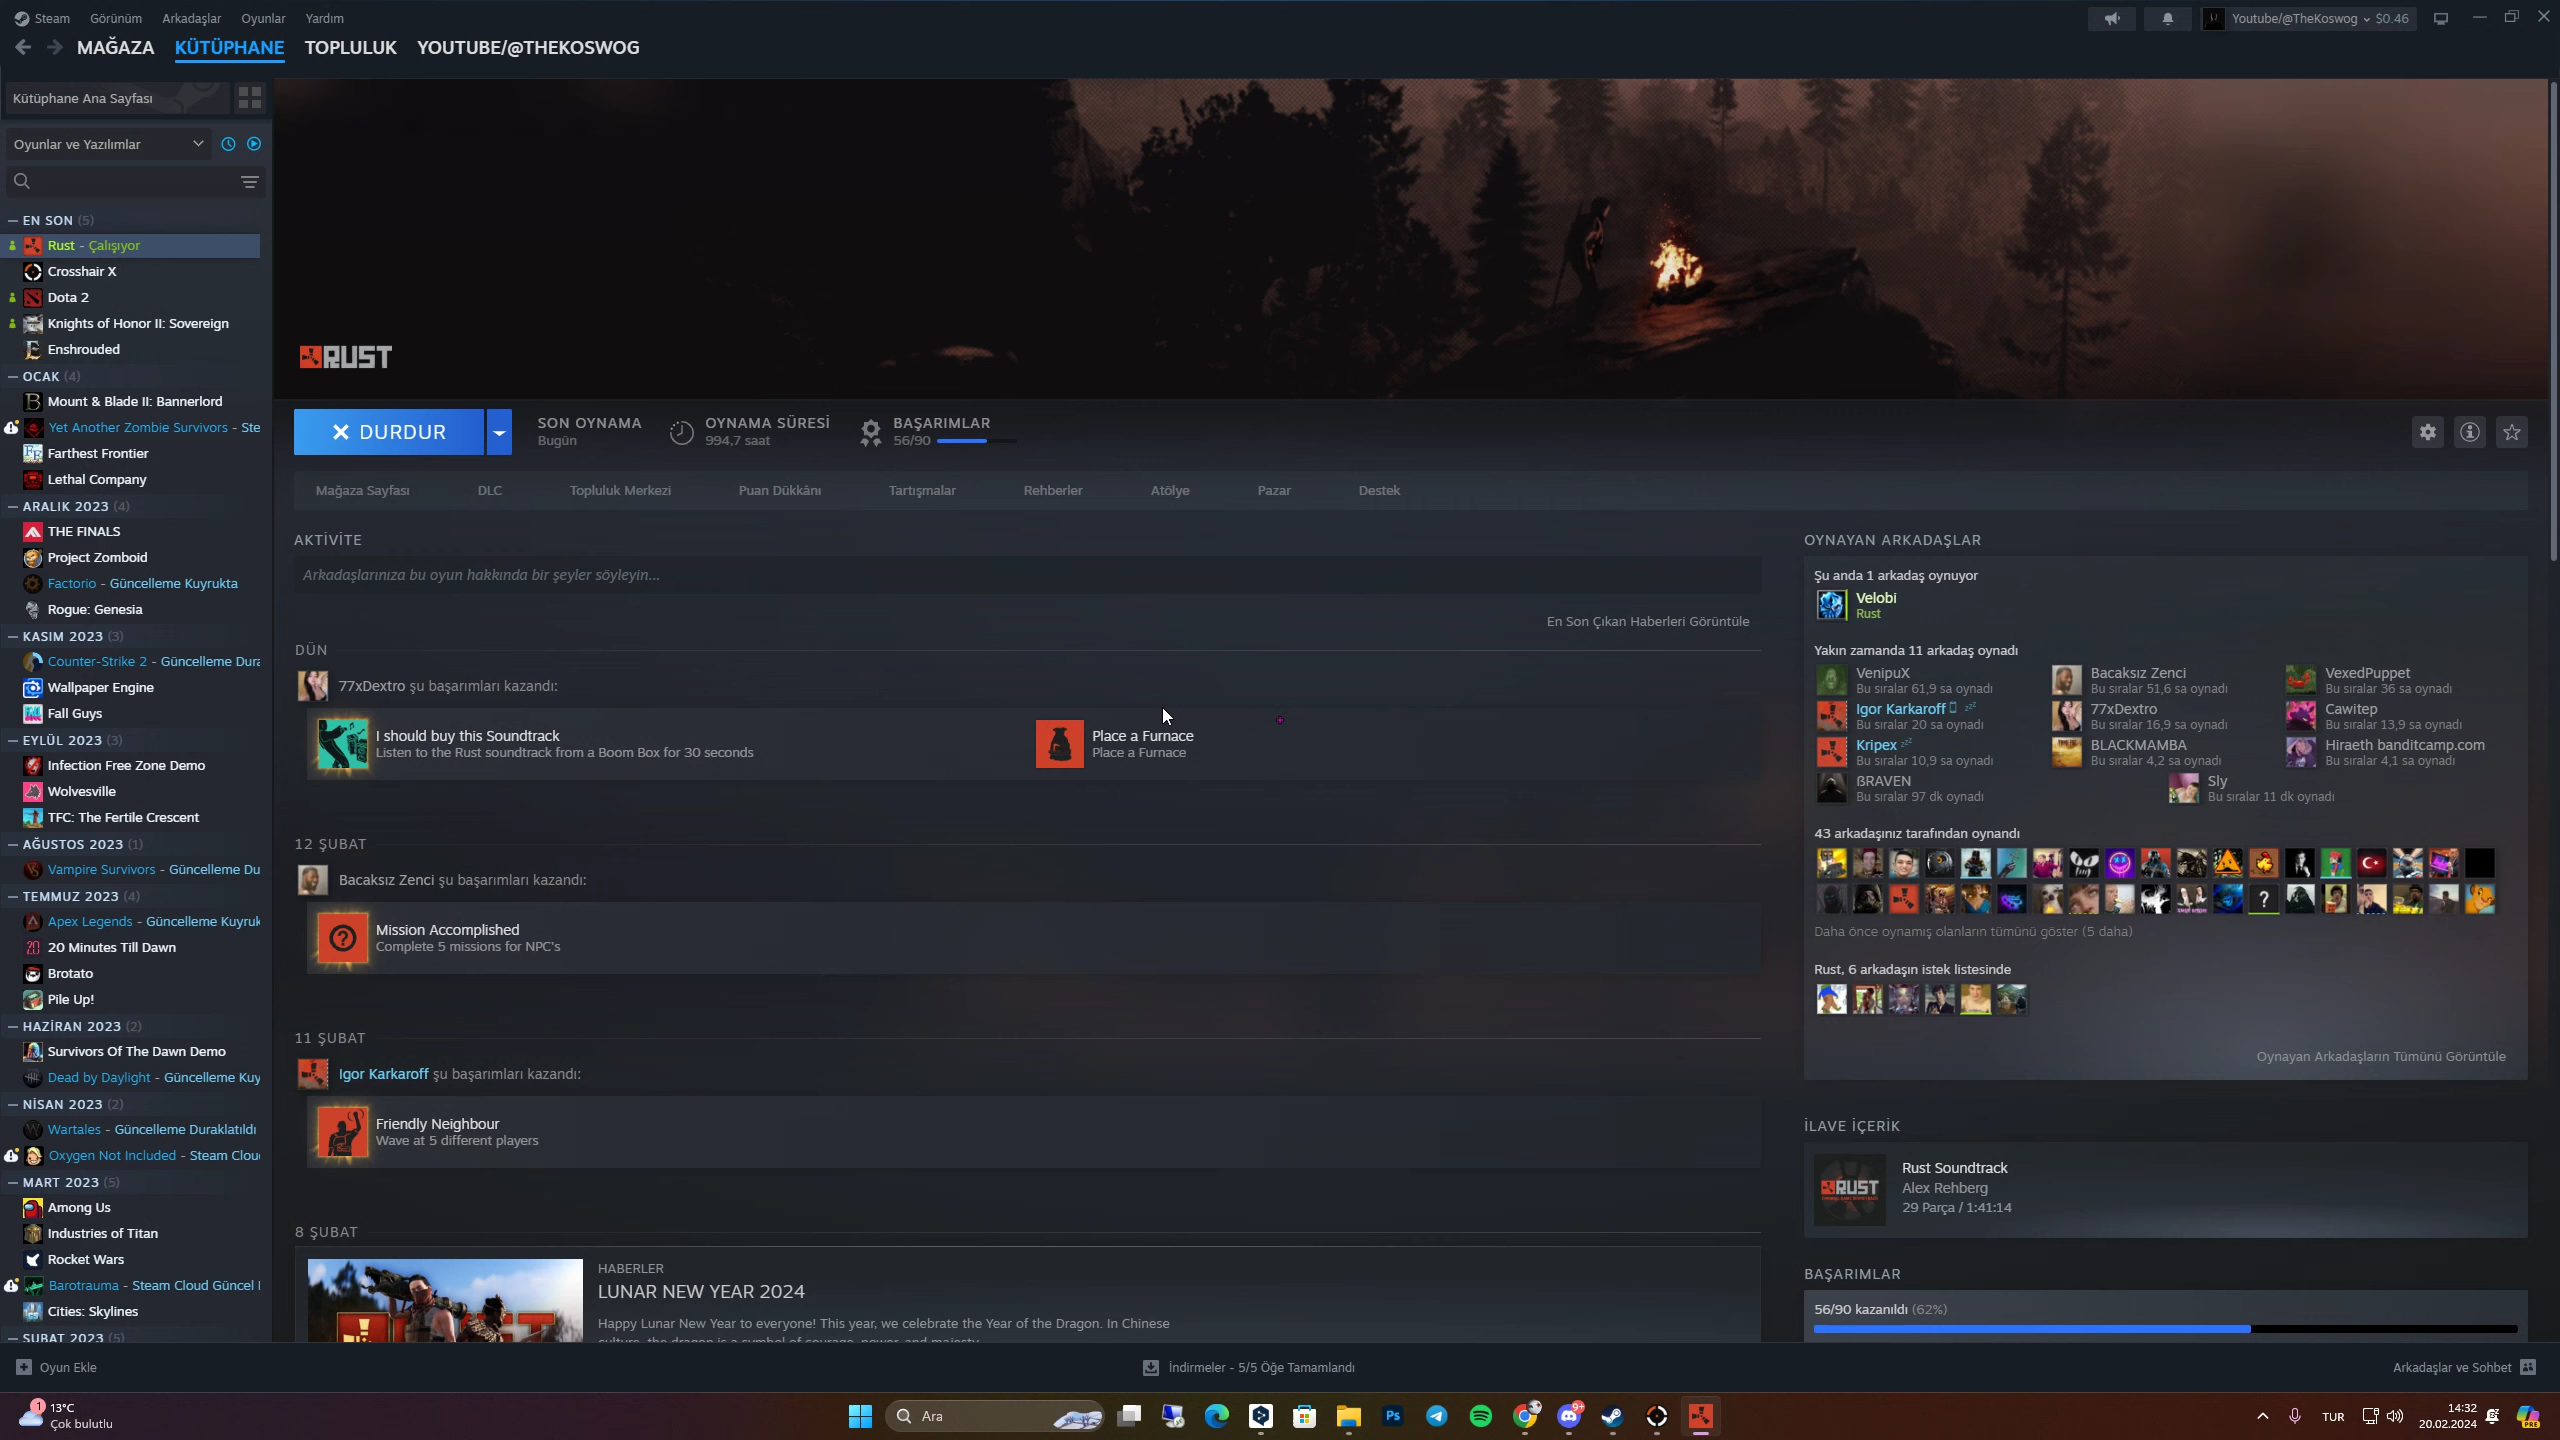 Steam Görünüm Arkadaşlar Oyunlar Yardım
Youtube/@TheKoswog $0.46
MAĞAZA KÜTÜPHANE TOPLULUK YOUTUBE/@THEKOSWOG
Kütüphane Ana Sayfası
Oyunlar ve Yazılımlar
— EN SON (5)
Rust - Çalışıyor
Crosshair X
Dota 2
Knights of Honor II: Sovereign
Enshrouded
— OCAK (4)
Mount & Blade II: Bannerlord
Yet Another Zombie Survivors - Ste
Farthest Frontier
Lethal Company
— ARALIK 2023 (4)
THE FINALS
Project Zomboid
Factorio - Güncelleme Kuyrukta
Rogue: Genesia
— KASIM 2023 (3)
Counter-Strike 2 - Güncelleme Dura
Wallpaper Engine
Fall Guys
— EYLÜL 2023 (3)
Infection Free Zone Demo
Wolvesville
TFC: The Fertile Crescent
— AĞUSTOS 2023 (1)
Vampire Survivors - Güncelleme Du
— TEMMUZ 2023 (4)
Apex Legends - Güncelleme Kuyruk
20 Minutes Till Dawn
Brotato
Pile Up!
— HAZİRAN 2023 (2)
Survivors Of The Dawn Demo
Dead by Daylight - Güncelleme Kuy
— NİSAN 2023 (2)
Wartales - Güncelleme Duraklatıldı
Oxygen Not Included - Steam Clou
— MART 2023 (5)
Among Us
Industries of Titan
Rocket Wars
Barotrauma - Steam Cloud Güncel
Cities: Skylines
— ŞUBAT 2023 (5)
Oyun Ekle
RUST
DURDUR
SON OYNAMA
Bugün
OYNAMA SÜRESİ
994,7 saat
BAŞARIMLAR
56/90
Mağaza Sayfası DLC Topluluk Merkezi Puan Dükkânı Tartışmalar Rehberler Atölye Pazar Destek
AKTİVİTE
Arkadaşlarınıza bu oyun hakkında bir şeyler söyleyin...
En Son Çıkan Haberleri Görüntüle
DÜN
77xDextro şu başarımları kazandı:
I should buy this Soundtrack
Listen to the Rust soundtrack from a Boom Box for 30 seconds
Place a Furnace
Place a Furnace
12 ŞUBAT
Bacaksız Zenci şu başarımları kazandı:
Mission Accomplished
Complete 5 missions for NPC's
11 ŞUBAT
Igor Karkaroff şu başarımları kazandı:
Friendly Neighbour
Wave at 5 different players
8 ŞUBAT
HABERLER
LUNAR NEW YEAR 2024
Happy Lunar New Year to everyone! This year, we celebrate the Year of the Dragon. In Chinese
culture, the dragon is a symbol of courage, power, and majesty
OYNAYAN ARKADAŞLAR
Şu anda 1 arkadaş oynuyor
Velobi
Rust
Yakın zamanda 11 arkadaş oynadı
VenipuX
Bu sıralar 61,9 sa oynadı
Bacaksız Zenci
Bu sıralar 51,6 sa oynadı
VexedPuppet
Bu sıralar 36 sa oynadı
Igor Karkaroff
Bu sıralar 20 sa oynadı
77xDextro
Bu sıralar 16,9 sa oynadı
Cawitep
Bu sıralar 13,9 sa oynadı
Kripex
Bu sıralar 10,9 sa oynadı
BLACKMAMBA
Bu sıralar 4,2 sa oynadı
Hiraeth banditcamp.com
Bu sıralar 4,1 sa oynadı
ßRAVEN
Bu sıralar 97 dk oynadı
Sly
Bu sıralar 11 dk oynadı
43 arkadaşınız tarafından oynandı
Daha önce oynamış olanların tümünü göster (5 daha)
Rust, 6 arkadaşın istek listesinde
Oynayan Arkadaşların Tümünü Görüntüle
İLAVE İÇERİK
RUST
Rust Soundtrack
Alex Rehberg
29 Parça / 1:41:14
BAŞARIMLAR
56/90 kazanıldı (62%)
İndirmeler - 5/5 Öğe Tamamlandı
Arkadaşlar ve Sohbet
1
13°C
Çok bulutlu
Ara
Ps
9+
TUR
14:32
20.02.2024
PRE